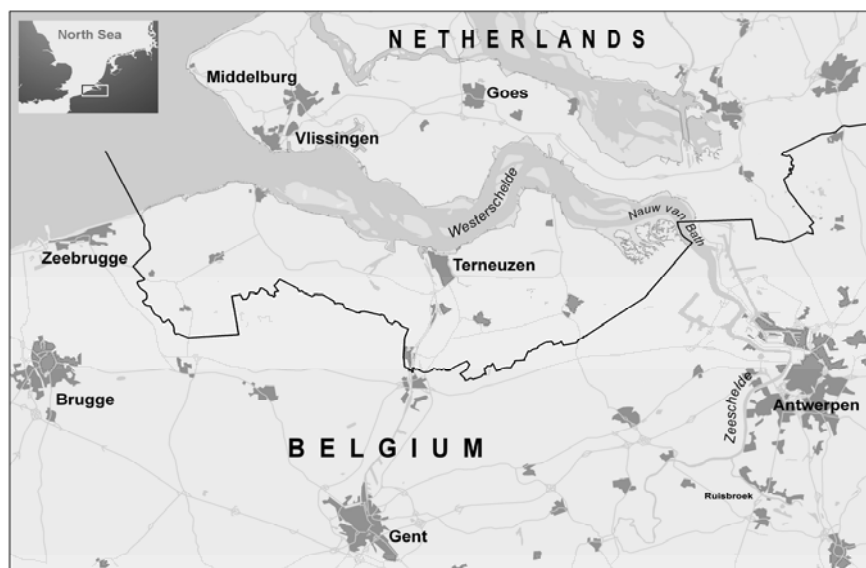 North Sea
NETHERLANDS
Middelburg
Goes
Vlissingen
Westerschelde
Nauw van Bath
Zeebrugge
Terneuzen
Brugge
Zeeschelde
Antwerpen
BELGIUM
Ruisbroek
Gent